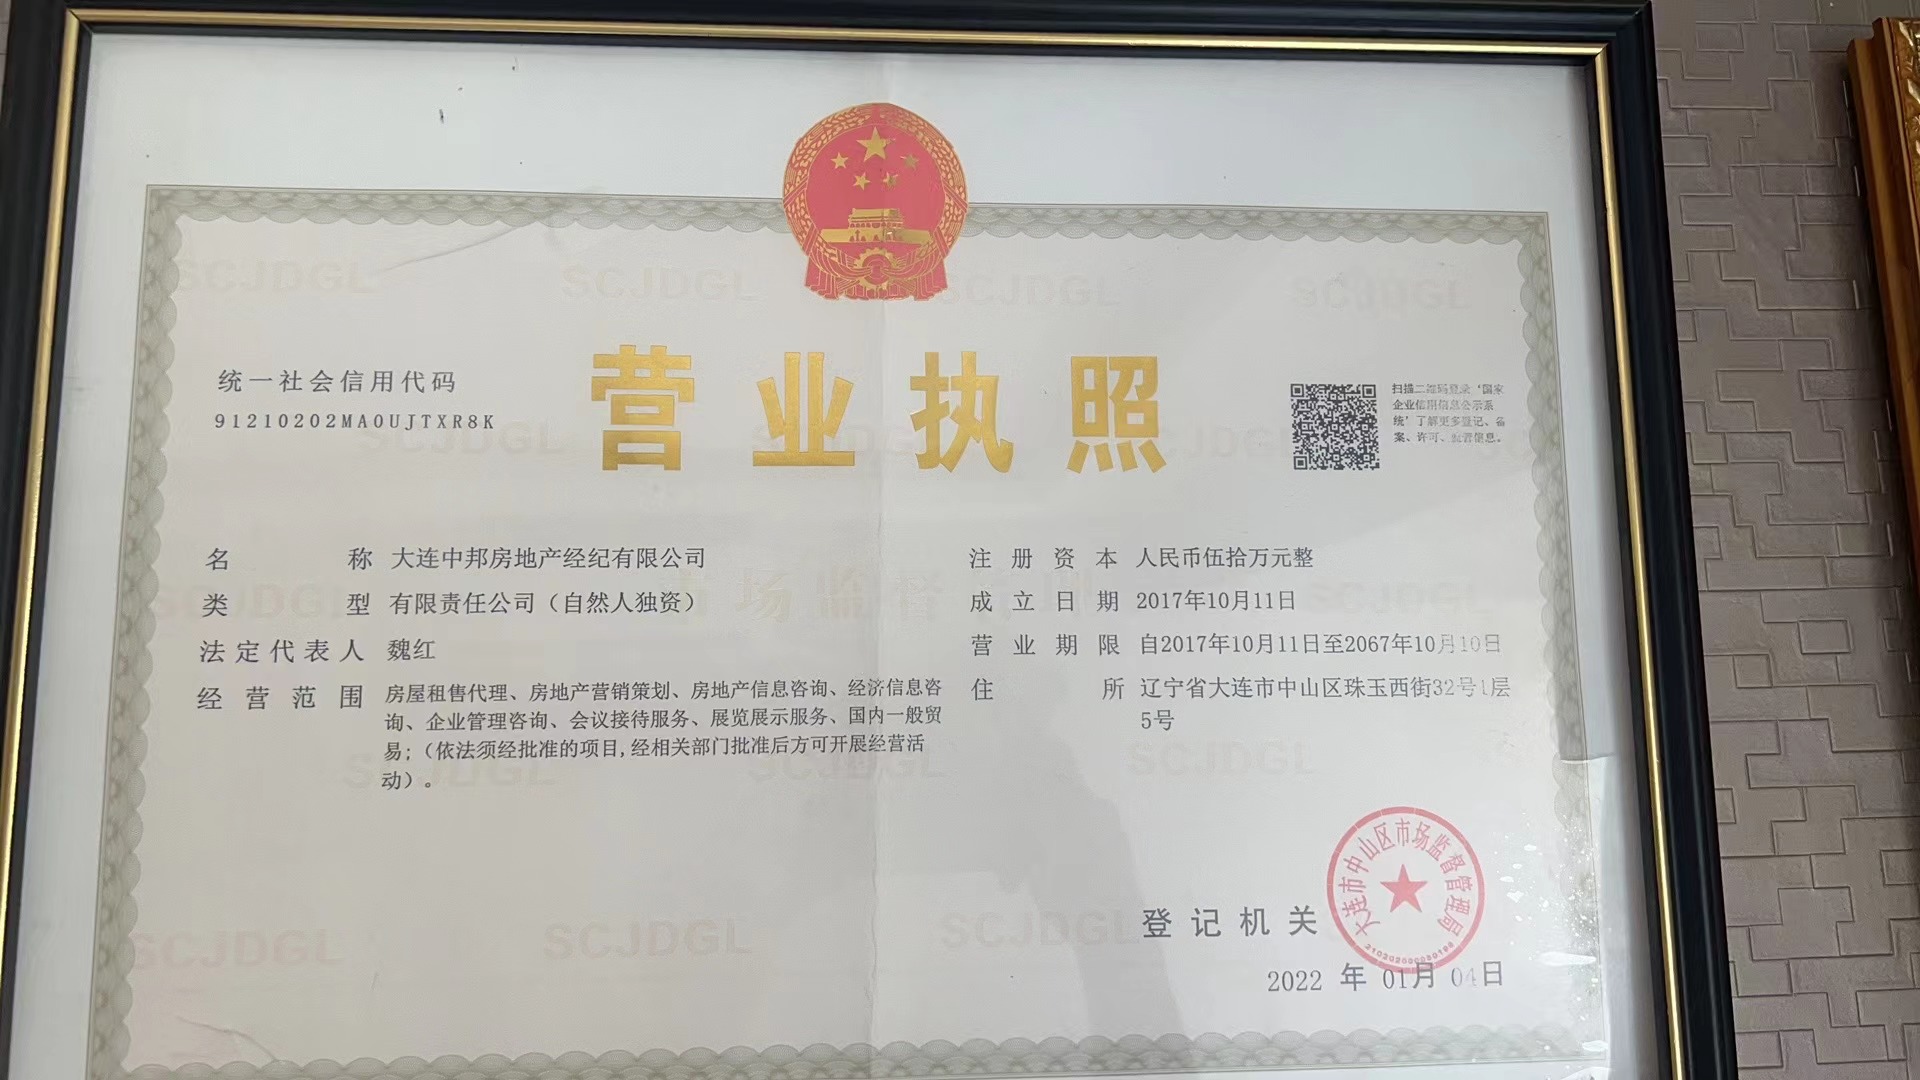 营业执照
统一社会信用代码
91210202MA0UJTXR8K
扫描二维码登录‘国家
企业信用信息公示系
统’了解更多登记、备
案、许可、监管信息。
名称 大连中邦房地产经纪有限公司
类型 有限责任公司（自然人独资）
法定代表人 魏红
经营范围 房屋租售代理、房地产营销策划、房地产信息咨询、经济信息咨
询、企业管理咨询、会议接待服务、展览展示服务、国内一般贸
易;（依法须经批准的项目,经相关部门批准后方可开展经营活
动）。
注册资本 人民币伍拾万元整
成立日期 2017年10月11日
营业期限 自2017年10月11日至2067年10月10日
住所 辽宁省大连市中山区珠玉西街32号1层
5号
登记机关
大连市中山区市场监督管理局
2022 年 01月 04日
SCJDGL